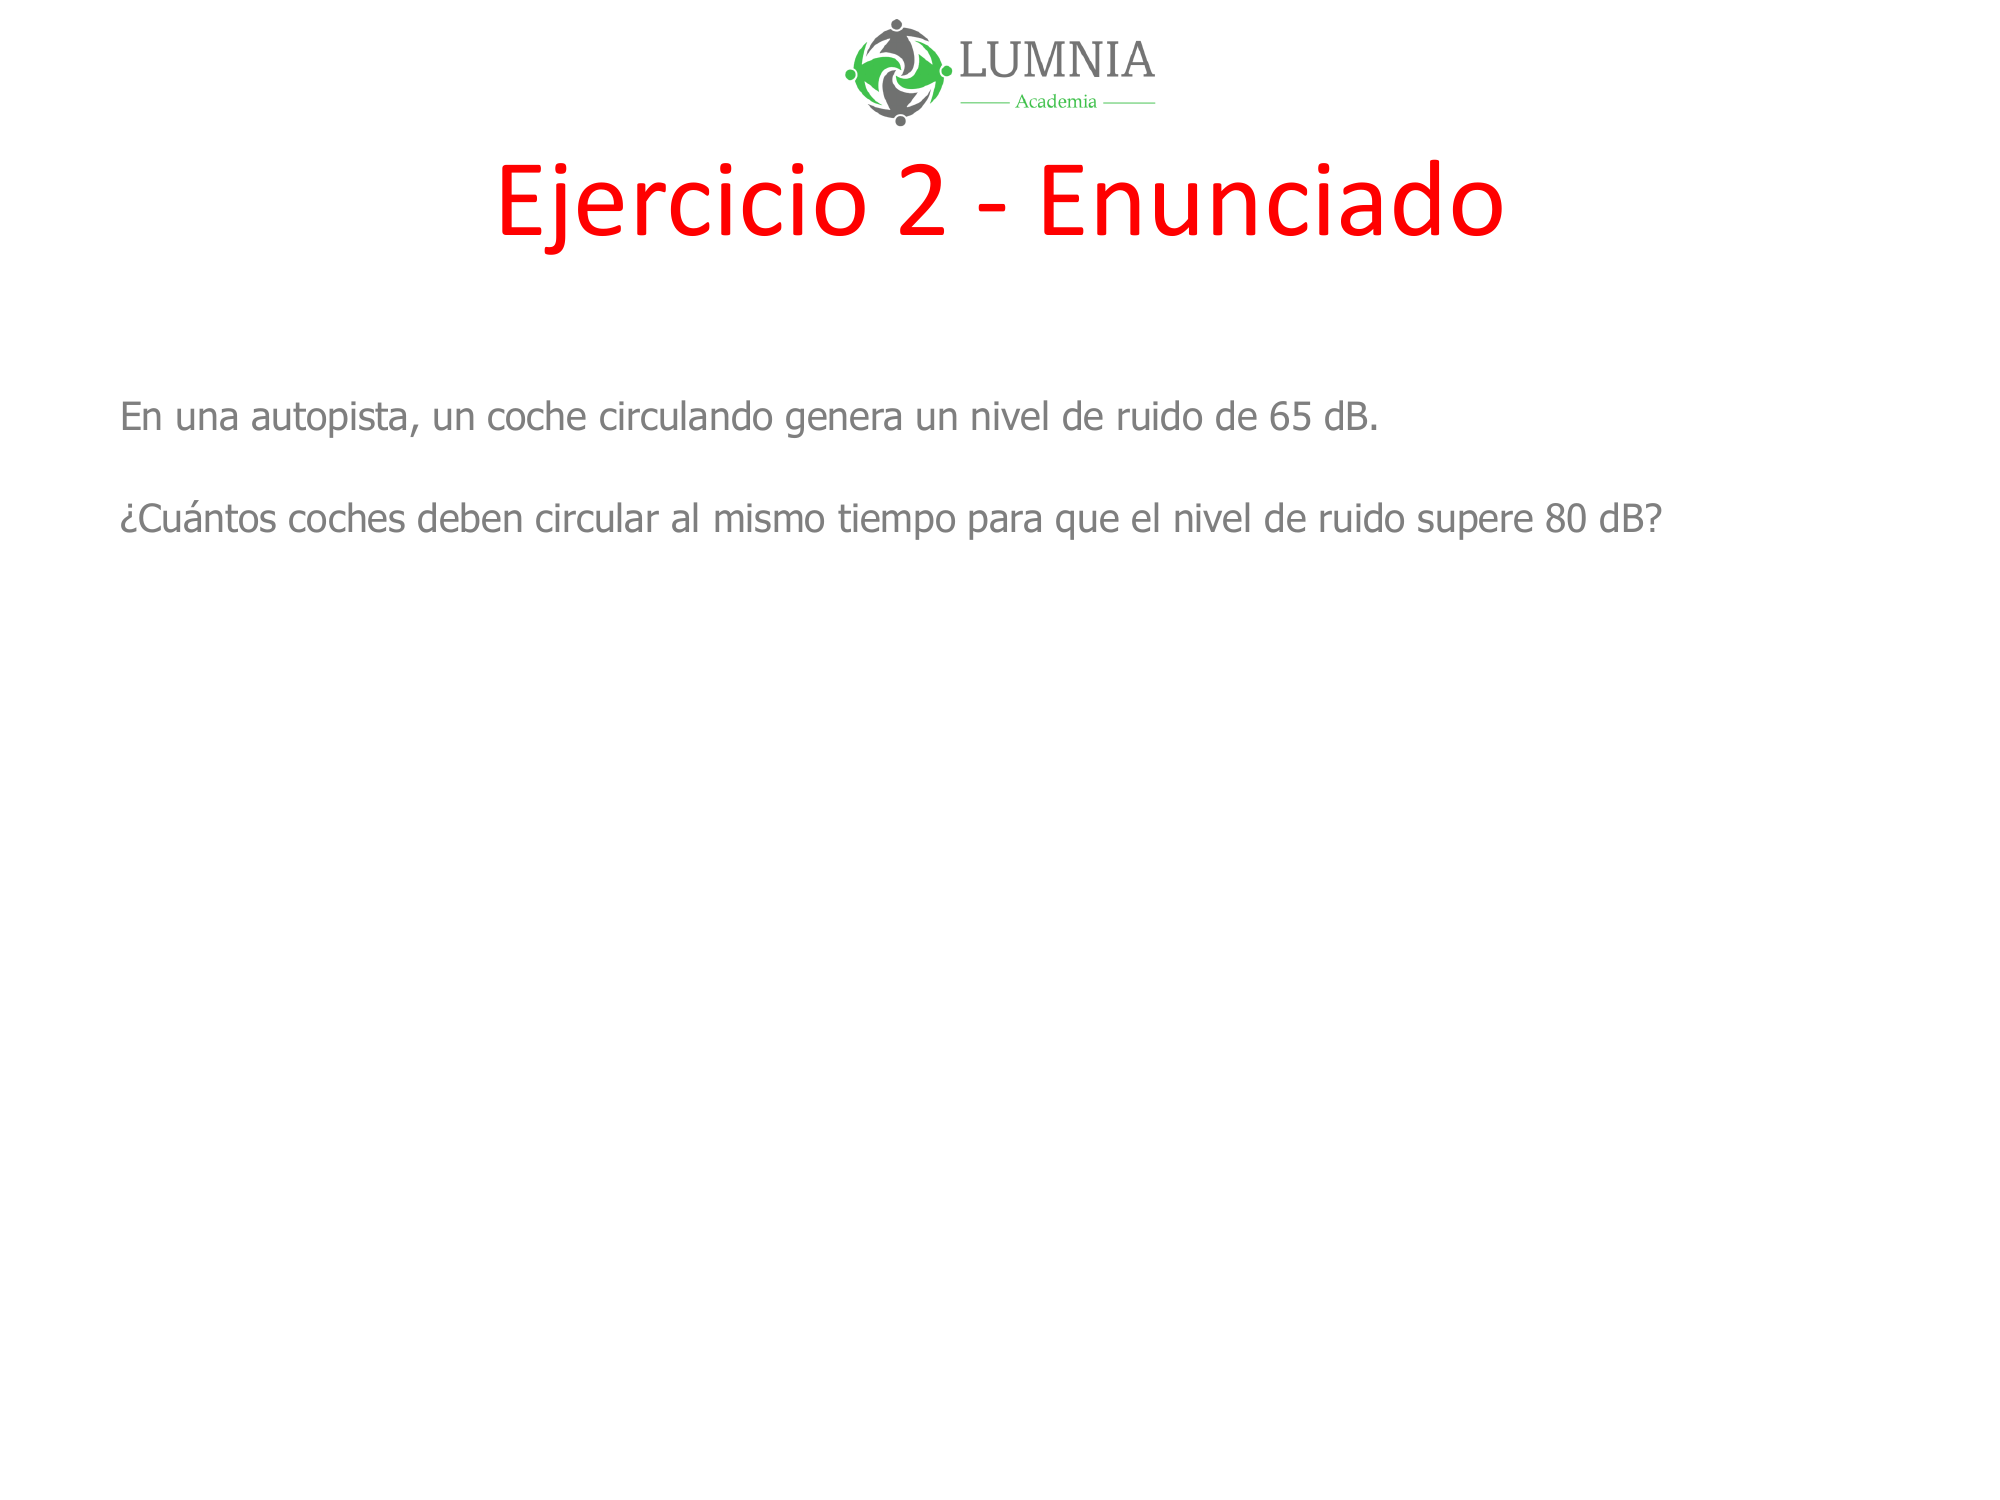 LUMNIA
Academia
Ejercicio 2 - Enunciado
En una autopista, un coche circulando genera un nivel de ruido de 65 dB.
¿Cuántos coches deben circular al mismo tiempo para que el nivel de ruido supere 80 dB?